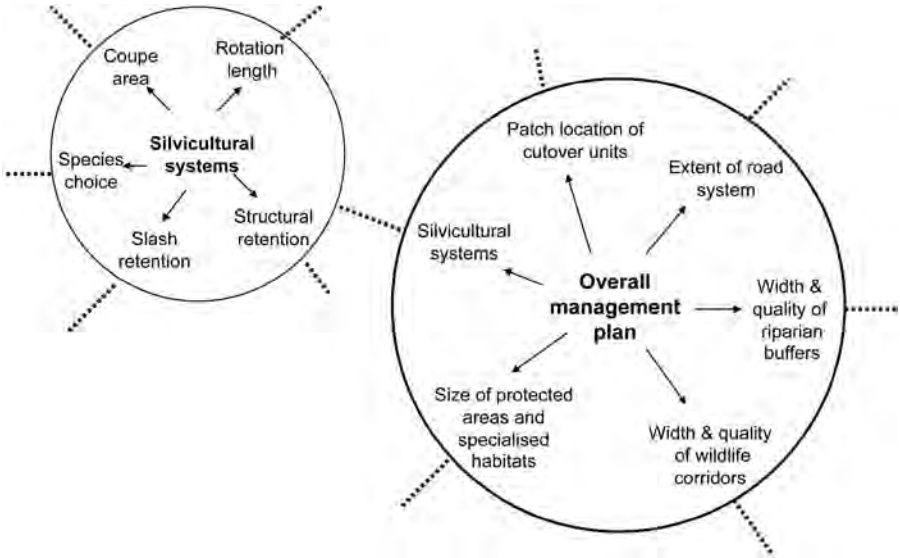 Coupe
area
Rotation
length
Silvicultural
systems
Species
choice
Slash
retention
Structural
retention
Patch location of
cutover units
Extent of road
system
Silvicultural
systems
Overall
management
plan
Width &
quality of
riparian
buffers
Size of protected
areas and
specialised
habitats
Width & quality
of wildlife
corridors